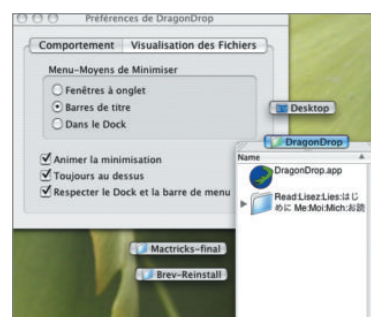 Préférences de DragonDrop
Comportement
Visualisation des Fichiers
Menu-Moyens de Minimiser
Fenêtres à onglet
Barres de titre
Dans le Dock
Animer la minimisation
Toujours au dessus
Respecter le Dock et la barre de menu
Desktop
DragonDrop
Name
DragonDrop.app
Read:Lisez:Lies:はじ
めに Me:Moi:Mich:お読
Mactricks-final
Brev-Reinstall